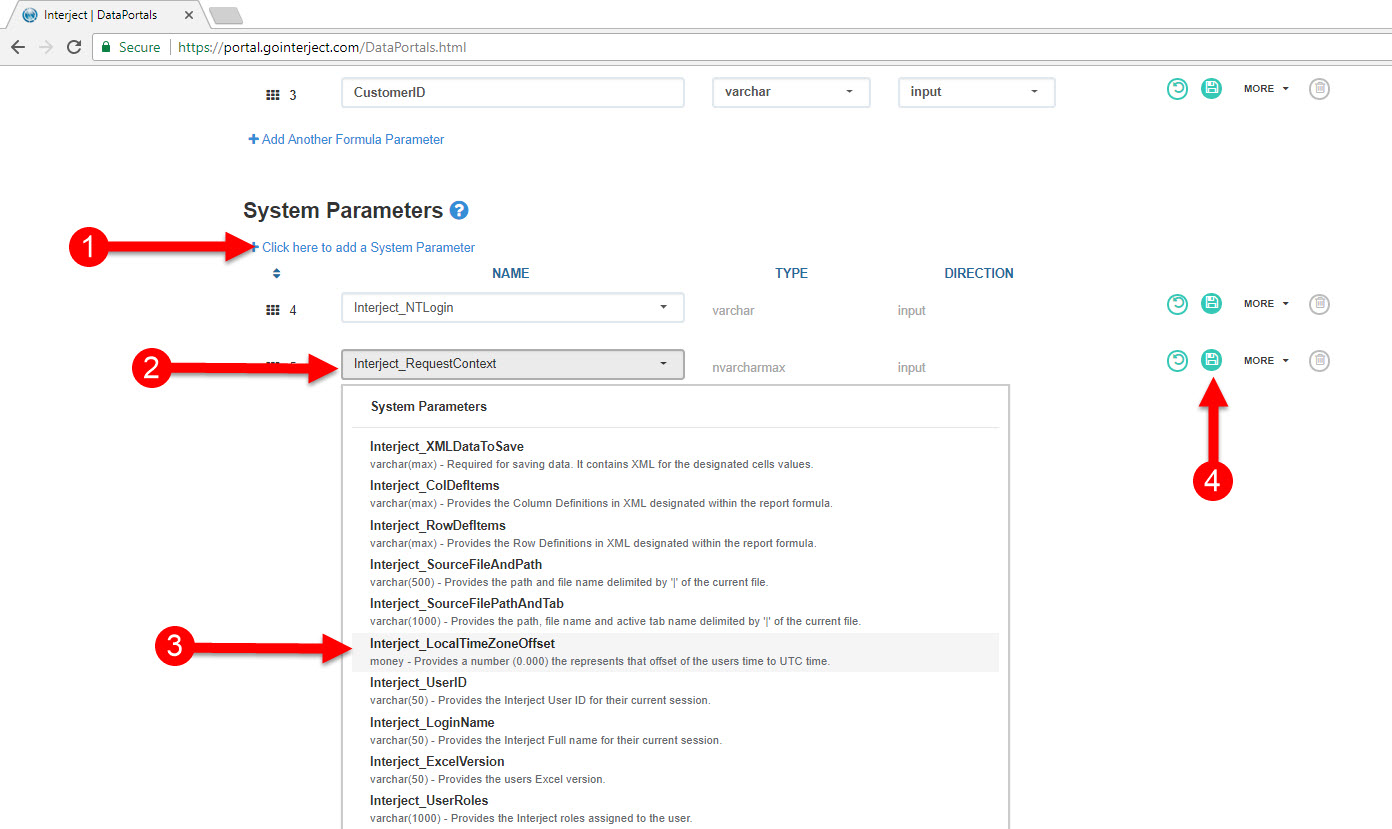 Interject | DataPortals
Secure https://portal.gointerject.com/DataPortals.html
3 CustomerID varchar input MORE
Add Another Formula Parameter
System Parameters ?
1 Click here to add a System Parameter
NAME TYPE DIRECTION
4 Interject_NTLogin varchar input MORE
2 Interject_RequestContext nvarcharmax input MORE
System Parameters
Interject_XMLDataToSave
varchar(max) - Required for saving data. It contains XML for the designated cells values.
Interject_ColDefItems
varchar(max) - Provides the Column Definitions in XML designated within the report formula.
4
Interject_RowDefItems
varchar(max) - Provides the Row Definitions in XML designated within the report formula.
Interject_SourceFileAndPath
varchar(500) - Provides the path and file name delimited by '|' of the current file.
Interject_SourceFilePathAndTab
varchar(1000) - Provides the path, file name and active tab name delimited by '|' of the current file.
3 Interject_LocalTimeZoneOffset
money - Provides a number (0.000) the represents that offset of the users time to UTC time.
Interject_UserID
varchar(50) - Provides the Interject User ID for their current session.
Interject_LoginName
varchar(50) - Provides the Interject Full name for their current session.
Interject_ExcelVersion
varchar(50) - Provides the users Excel version.
Interject_UserRoles
varchar(1000) - Provides the Interject roles assigned to the user.